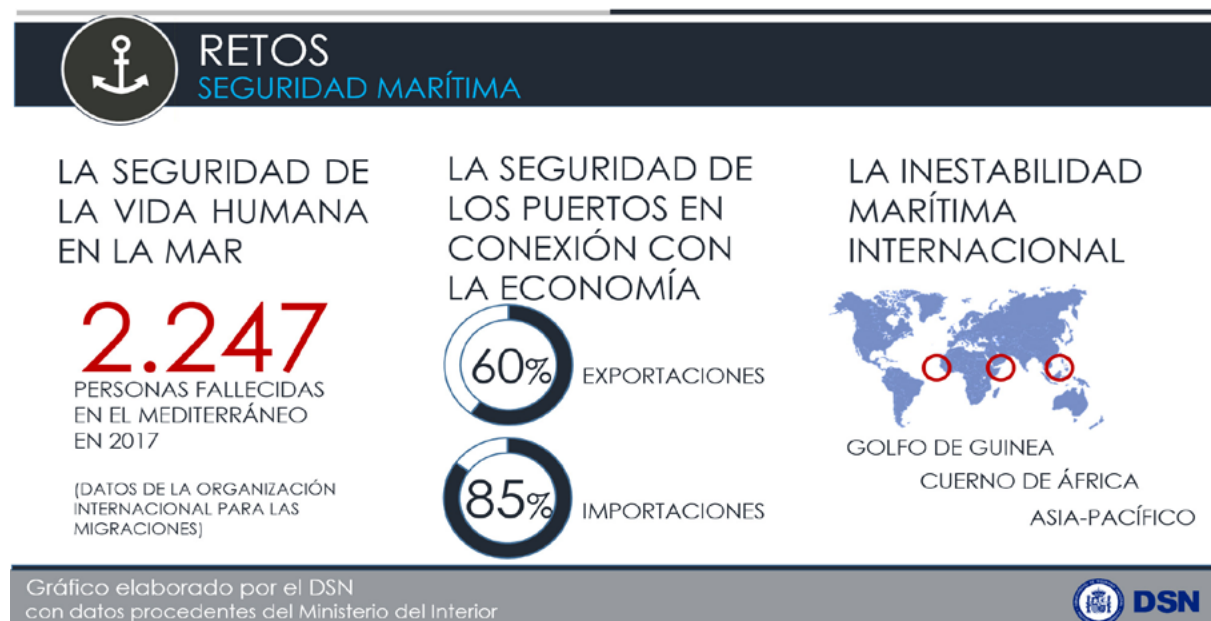 RETOS
SEGURIDAD MARÍTIMA
LA SEGURIDAD DE
LA VIDA HUMANA
EN LA MAR
2.247
PERSONAS FALLECIDAS
EN EL MEDITERRÁNEO
EN 2017
(DATOS DE LA ORGANIZACIÓN
INTERNACIONAL PARA LAS
MIGRACIONES)
LA SEGURIDAD DE
LOS PUERTOS EN
CONEXIÓN CON
LA ECONOMÍA
60% EXPORTACIONES
85% IMPORTACIONES
LA INESTABILIDAD
MARÍTIMA
INTERNACIONAL
GOLFO DE GUINEA
CUERNO DE ÁFRICA
ASIA-PACÍFICO
Gráfico elaborado por el DSN
con datos procedentes del Ministerio del Interior
DSN